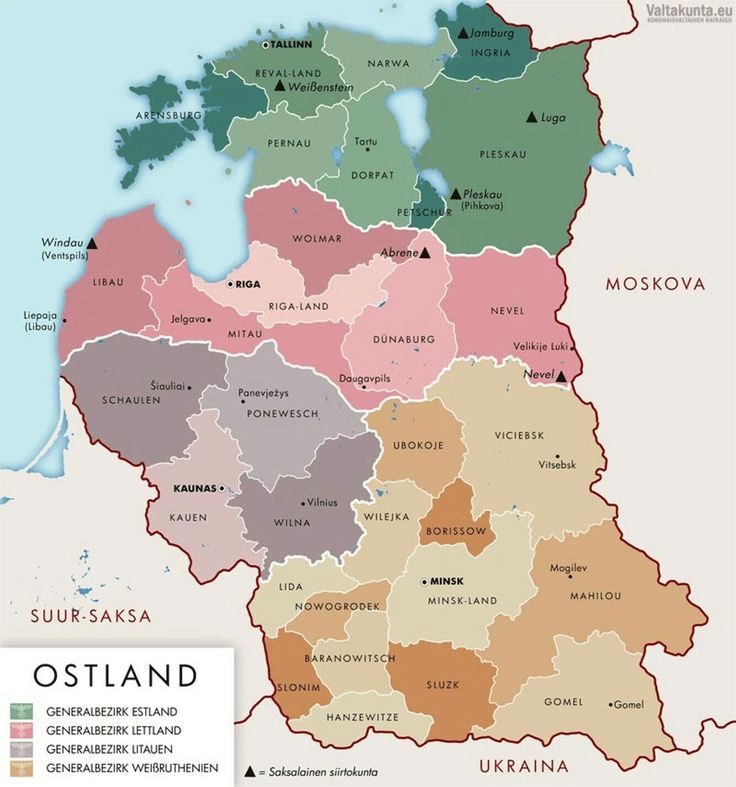 Valtakunta.eu
KOKONAISVALTAINEN RATKAISU
Jamburg
INGRIA
TALLINN
NARWA
REVAL-LAND
Weißenstein
ARENSBURG
Luga
PERNAU
Tartu
PLESKAU
DORPAT
Pleskau
(Pihkova)
PETSCHUR
WOLMAR
Windau
(Ventspils)
Abrene
LIBAU
RIGA
RIGA-LAND
MOSKOVA
NEVEL
Liepaja
(Libau)
Jelgava
MITAU
DÜNABURG
Velikije Luki
Nevel
Šiauliai
Daugavpils
SCHAULEN
Panevježys
PONEWESCH
UBOKOJE
VICIEBSK
Vitsebsk
KAUNAS
Vilnius
KAUEN
WILNA
WILEJKA
BORISSOW
Mogilev
LIDA
MINSK
MINSK-LAND
MAHILOU
NOWOGRODEK
SUUR-SAKSA
BARANOWITSCH
SLONIM
SLUZK
GOMEL
Gomel
HANZEWITZE
UKRAINA
OSTLAND
GENERALBEZIRK ESTLAND
GENERALBEZIRK LETTLAND
GENERALBEZIRK LITAUEN
GENERALBEZIRK WEIßRUTHENIEN
▲ = Saksalainen siirtokunta